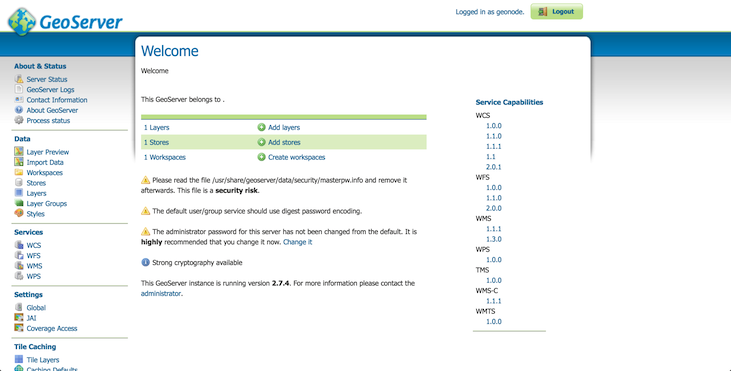 GeoServer
Logged in as geonode.
Logout
About & Status
Server Status
GeoServer Logs
Contact Information
About GeoServer
Process status
Data
Layer Preview
Import Data
Workspaces
Stores
Layers
Layer Groups
Styles
Services
WCS
WFS
WMS
WPS
Settings
Global
JAI
Coverage Access
Tile Caching
Tile Layers
Caching Defaults
Welcome
Welcome
This GeoServer belongs to .
1 Layers
Add layers
1 Stores
Add stores
1 Workspaces
Create workspaces
Please read the file /usr/share/geoserver/data/security/masterpw.info and remove it
afterwards. This file is a security risk.
The default user/group service should use digest password encoding.
The administrator password for this server has not been changed from the default. It is
highly recommended that you change it now. Change it
Strong cryptography available
This GeoServer instance is running version 2.7.4. For more information please contact the
administrator.
Service Capabilities
WCS
1.0.0
1.1.0
1.1.1
1.1
2.0.1
WFS
1.0.0
1.1.0
2.0.0
WMS
1.1.1
1.3.0
WPS
1.0.0
TMS
1.0.0
WMS-C
1.1.1
WMTS
1.0.0